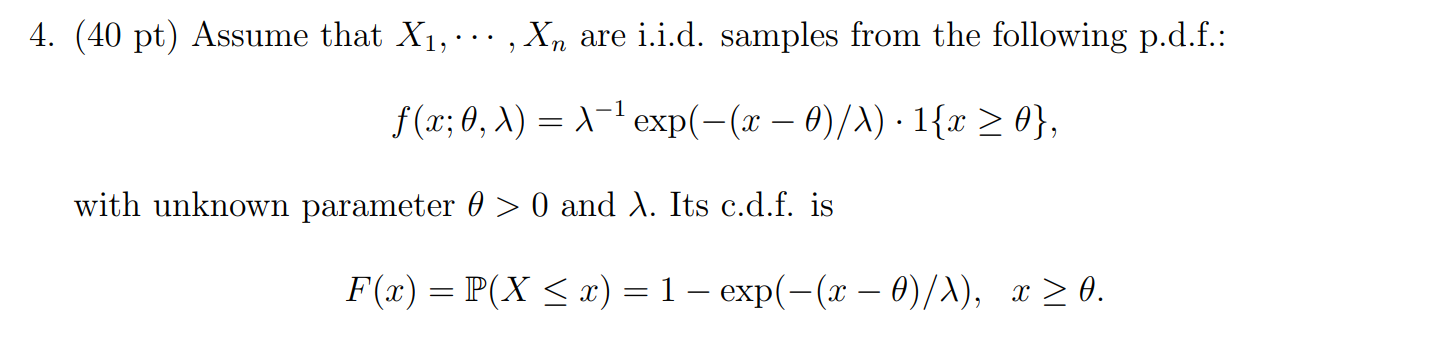 4. (40 pt) Assume that X₁, ⋯ , Xₙ are i.i.d. samples from the following p.d.f.:
f(x; θ, λ) = λ⁻¹ exp(−(x − θ)/λ) · 1{x ≥ θ},
with unknown parameter θ > 0 and λ. Its c.d.f. is
F(x) = ℙ(X ≤ x) = 1 − exp(−(x − θ)/λ), x ≥ θ.